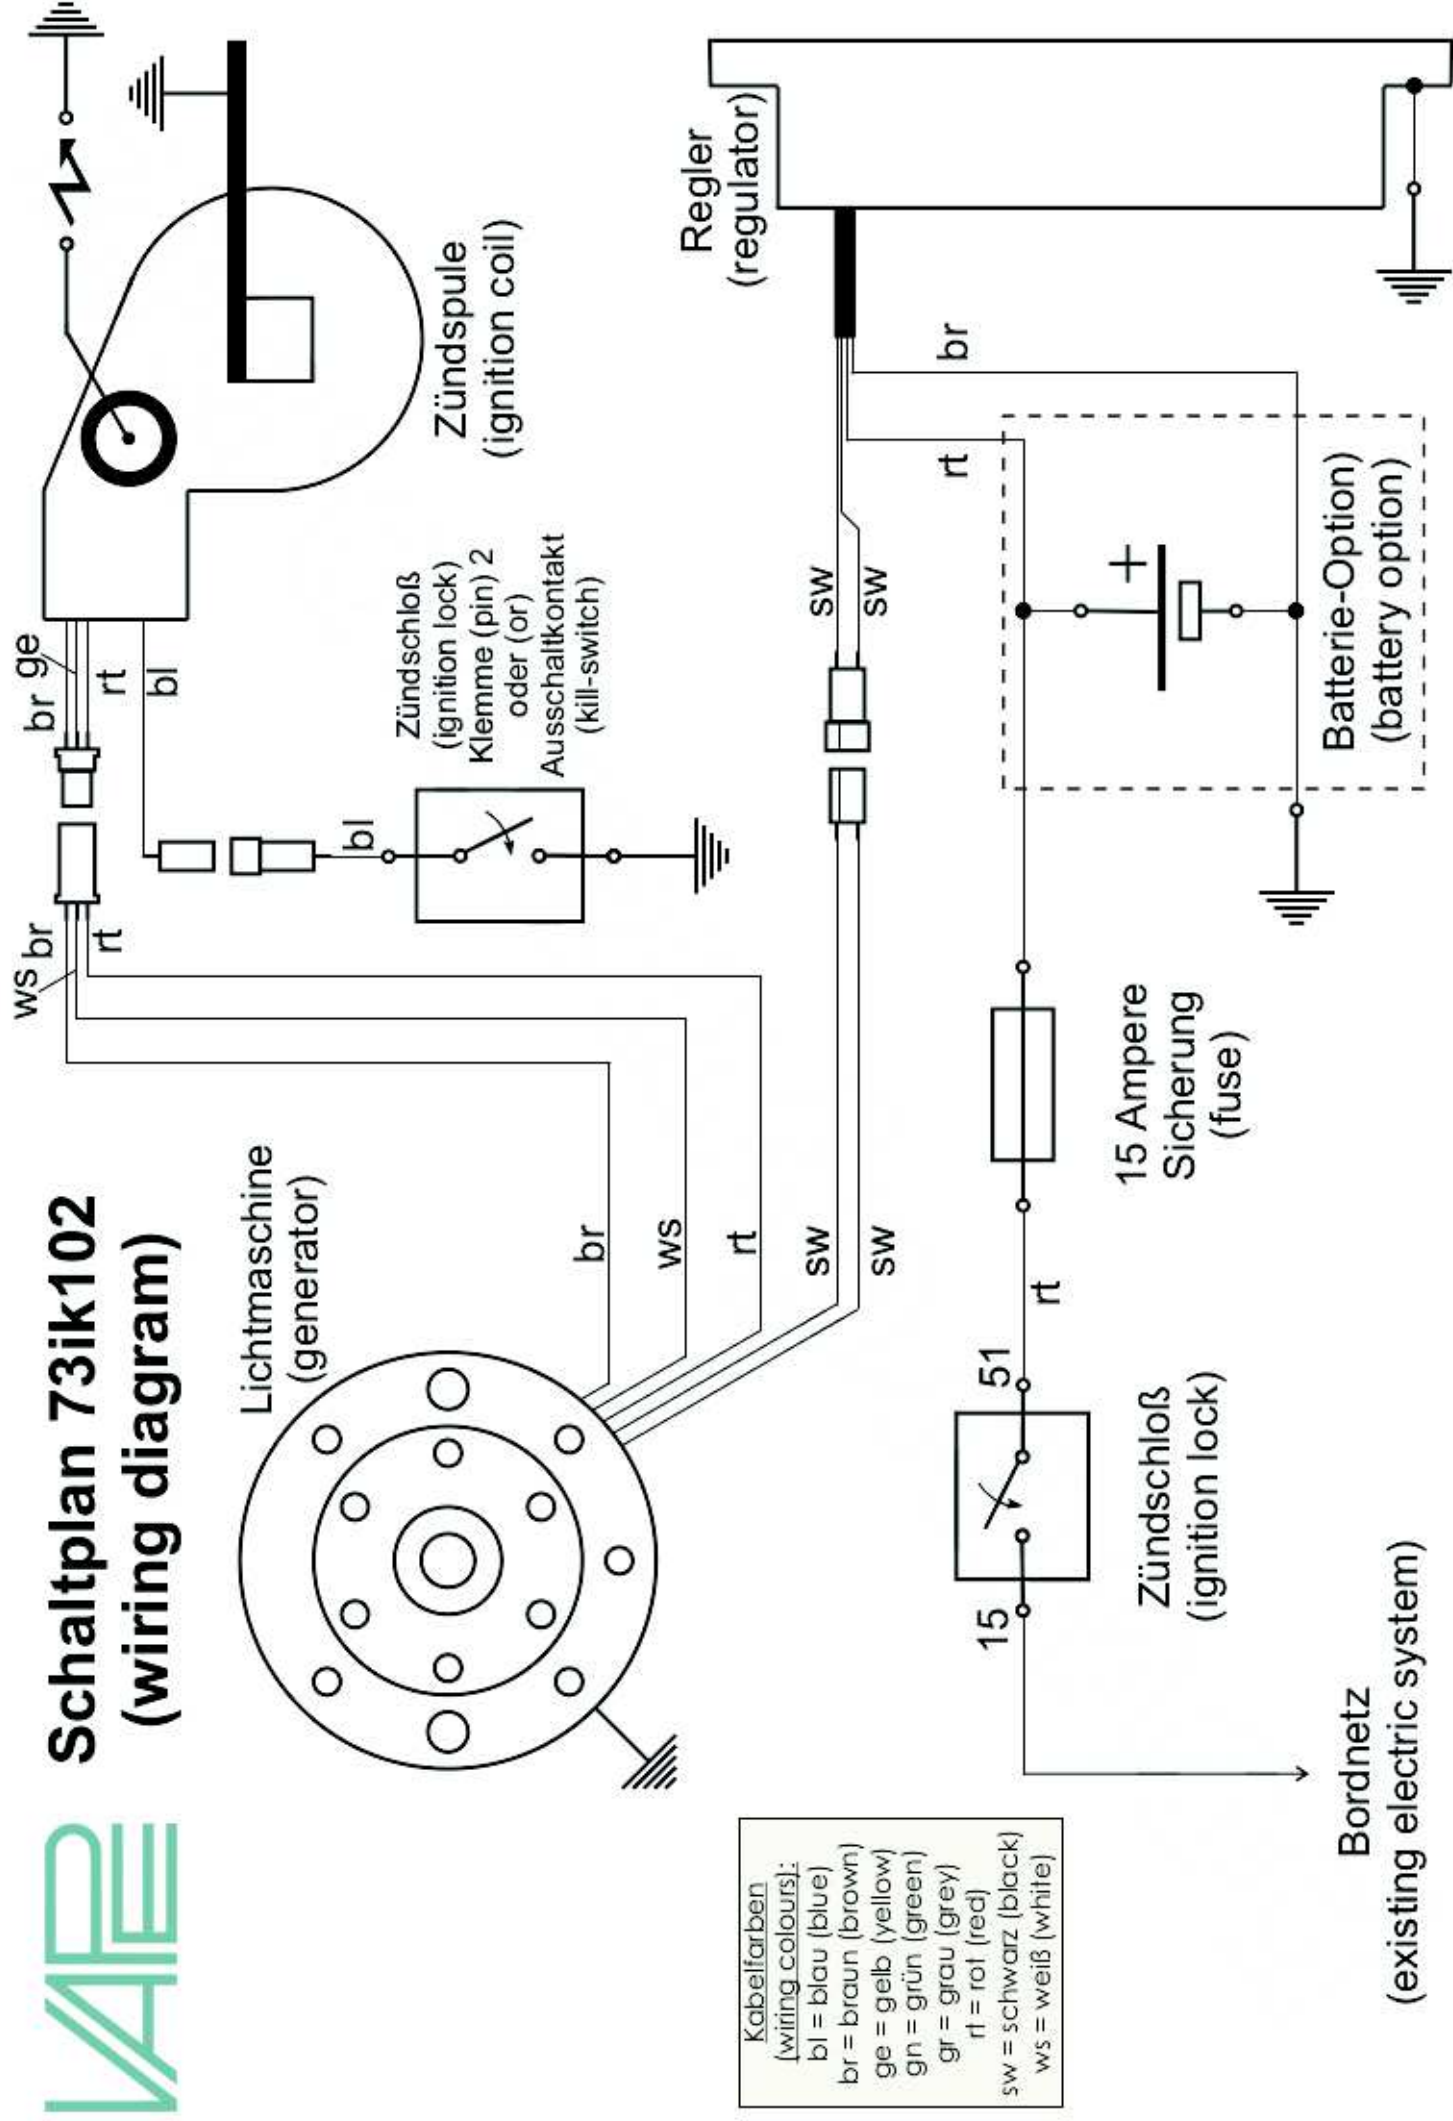 VAPE
Schaltplan 73ik102
(wiring diagram)
Lichtmaschine
(generator)
br
ws
rt
sw
sw
ws
br
rt
br
ge
rt
bl
bl
Zündschloß
(ignition lock)
Klemme (pin) 2
oder (or)
Ausschaltkontakt
(kill-switch)
Zündspule
(ignition coil)
Regler
(regulator)
sw
sw
rt
br
+
Batterie-Option)
(battery option)
15 Ampere
Sicherung
(fuse)
rt
51
15
Zündschloß
(ignition lock)
Bordnetz
(existing electric system)
Kabelfarben
(wiring colours):
bl = blau (blue)
br = braun (brown)
ge = gelb (yellow)
gn = grün (green)
gr = grau (grey)
rt = rot (red)
sw = schwarz (black)
ws = weiß (white)